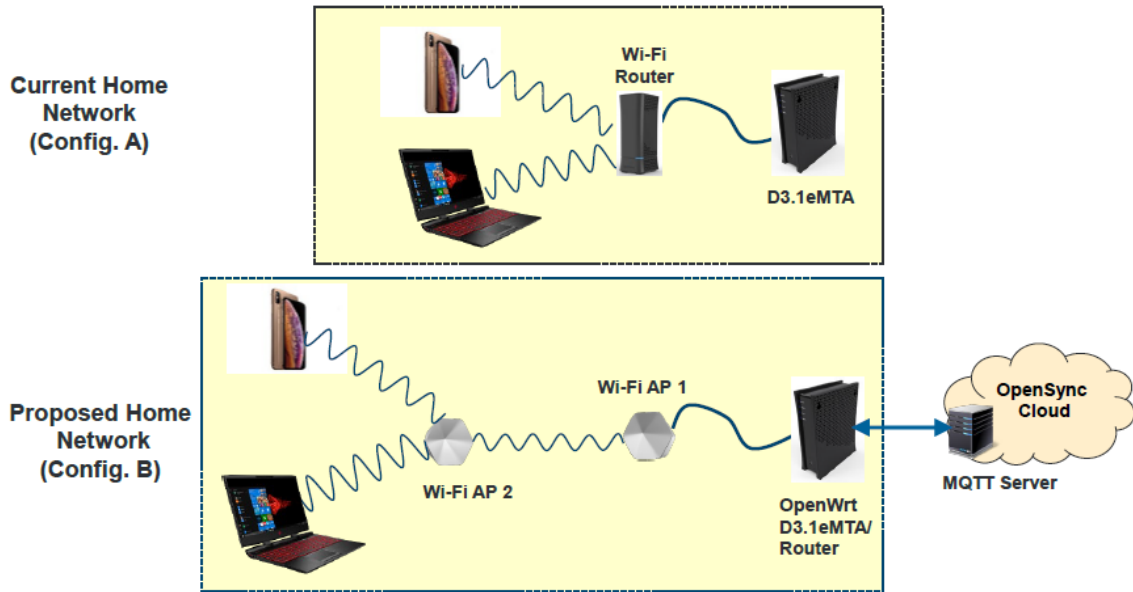 Current Home
Network
(Config. A)
Wi-Fi
Router
D3.1eMTA
Proposed Home
Network
(Config. B)
Wi-Fi AP 2
Wi-Fi AP 1
OpenWrt
D3.1eMTA/
Router
OpenSync
Cloud
MQTT Server